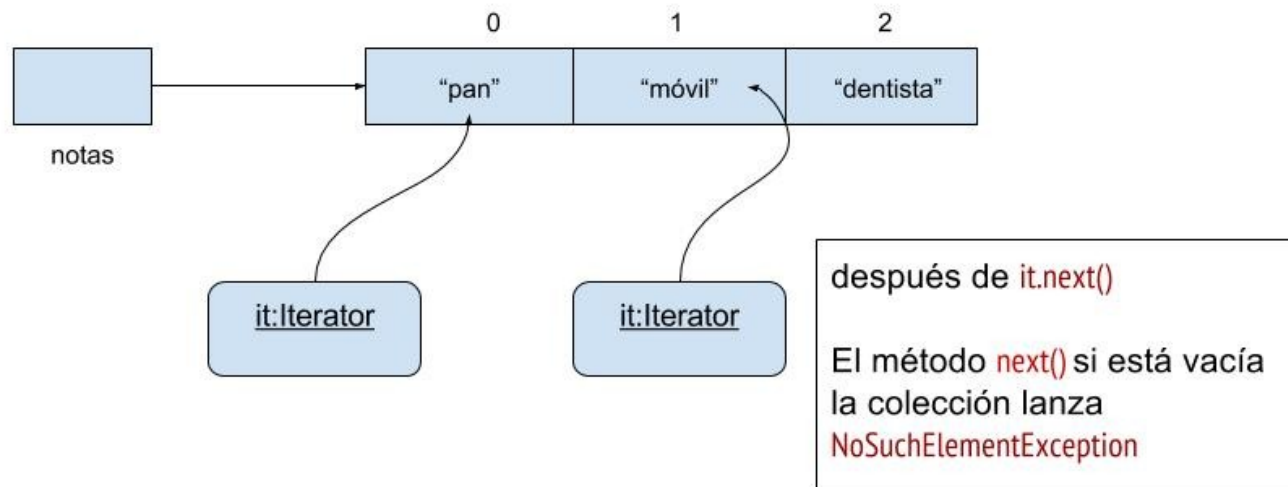 0 1 2
“pan” “móvil” “dentista”
notas
it:Iterator it:Iterator
después de it.next()
El método next() si está vacía
la colección lanza
NoSuchElementException